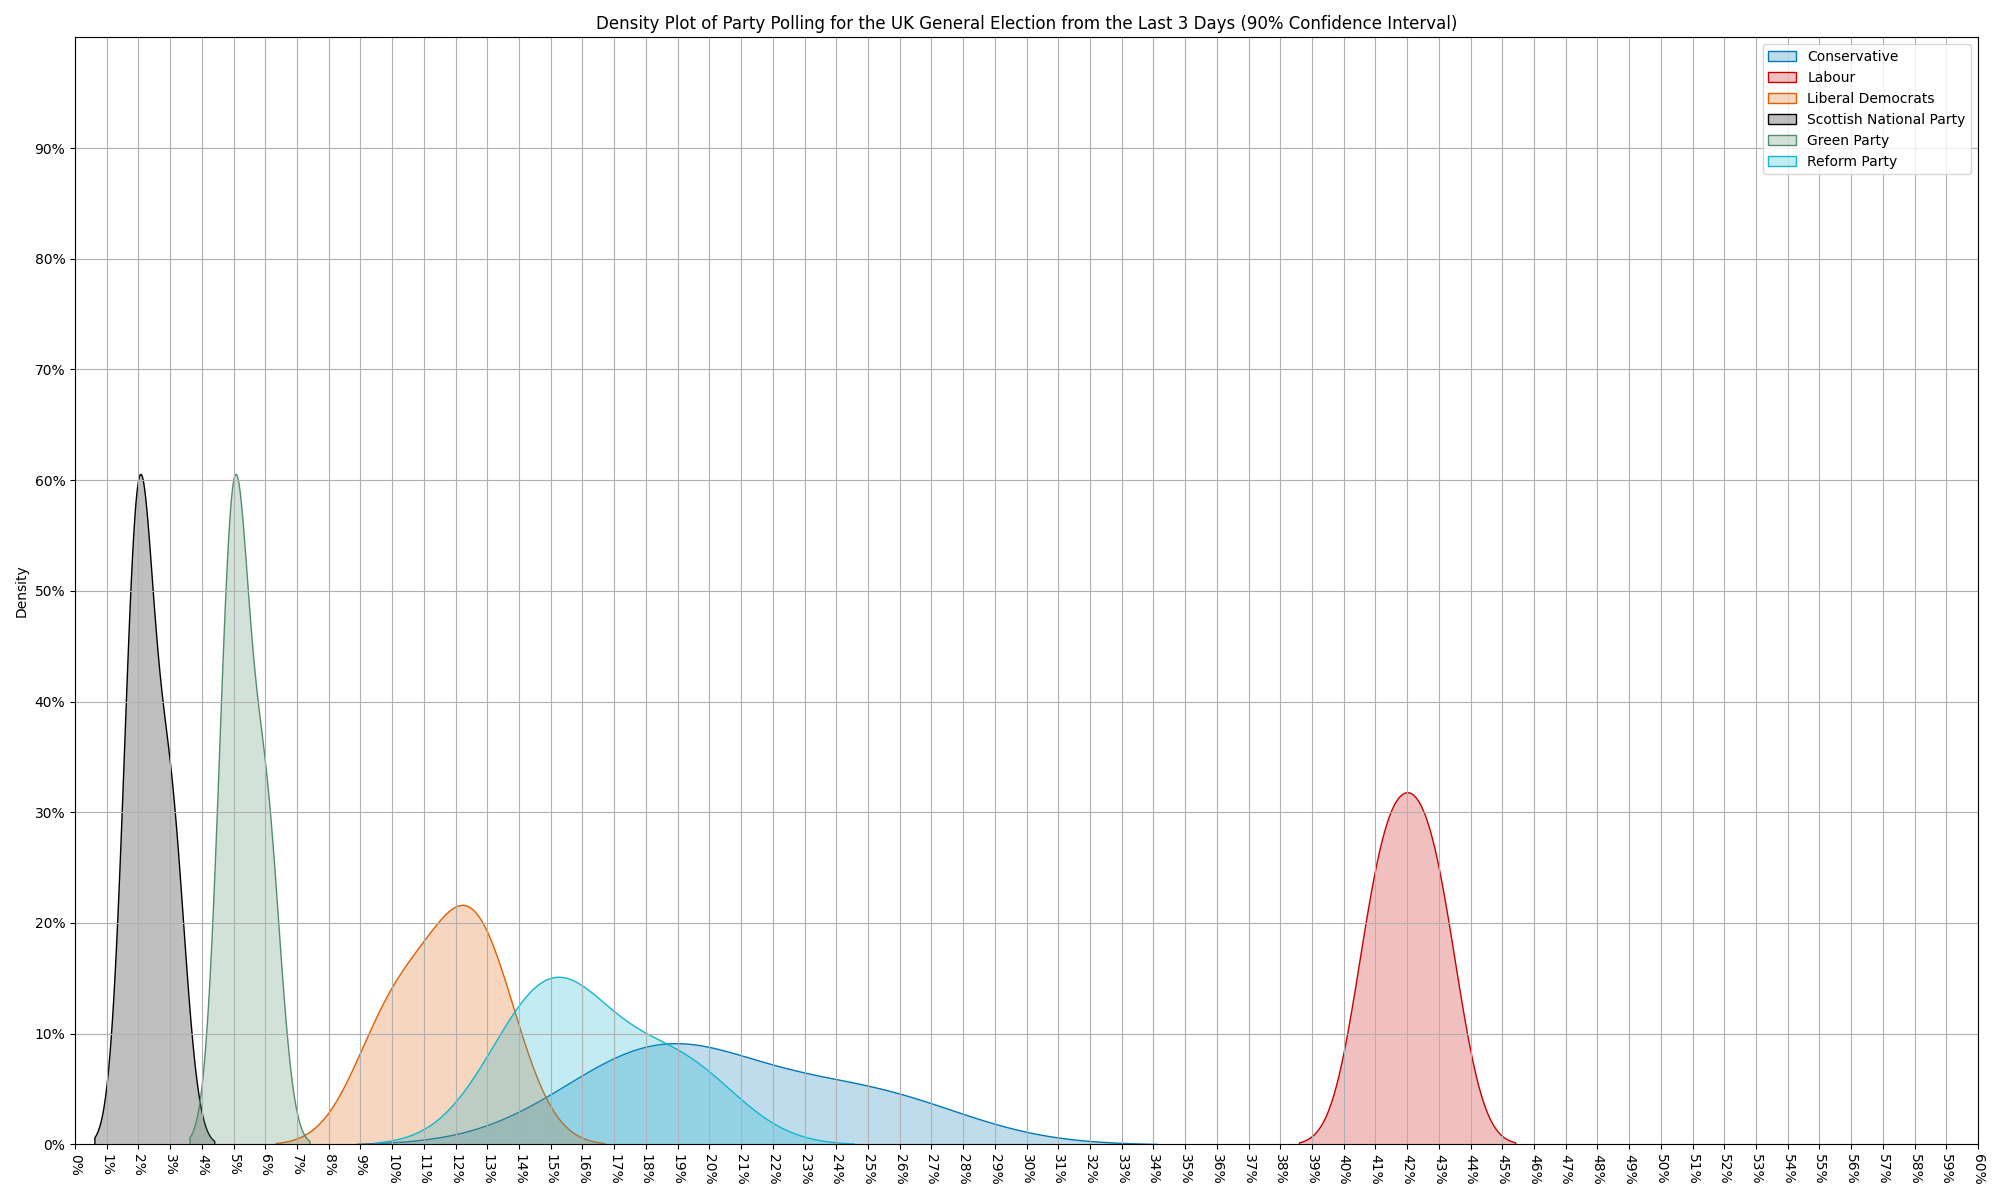 Density Plot of Party Polling for the UK General Election from the Last 3 Days (90% Confidence Interval)
Conservative
Labour
Liberal Democrats
Scottish National Party
Green Party
Reform Party
90%
80%
70%
60%
50%
40%
30%
20%
10%
0%
Density
0% 1% 2% 3% 4% 5% 6% 7% 8% 9% 10% 11% 12% 13% 14% 15% 16% 17% 18% 19% 20% 21% 22% 23% 24% 25% 26% 27% 28% 29% 30% 31% 32% 33% 34% 35% 36% 37% 38% 39% 40% 41% 42% 43% 44% 45% 46% 47% 48% 49% 50% 51% 52% 53% 54% 55% 56% 57% 58% 59% 60%